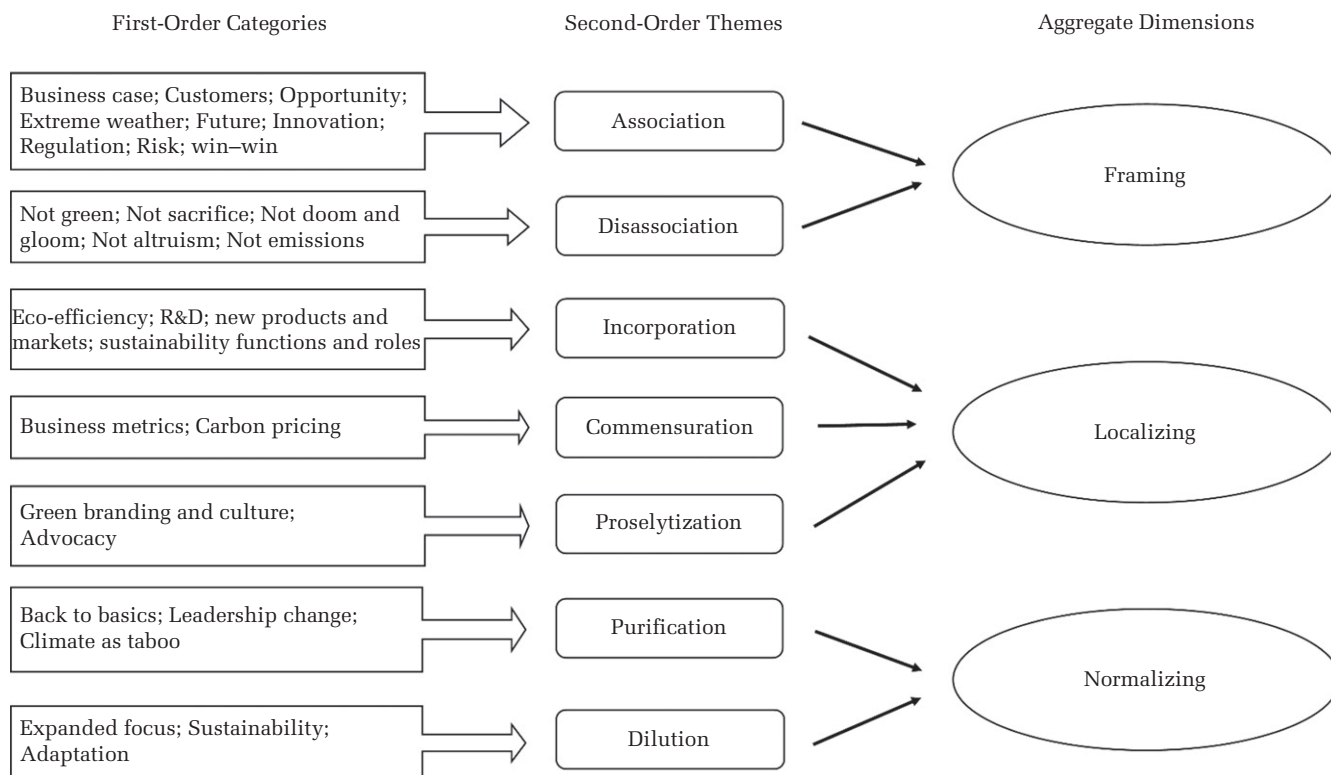 First-Order Categories
Second-Order Themes
Aggregate Dimensions
Business case; Customers; Opportunity;
Extreme weather; Future; Innovation;
Regulation; Risk; win–win
Association
Framing
Not green; Not sacrifice; Not doom and
gloom; Not altruism; Not emissions
Disassociation
Eco-efficiency; R&D; new products and
markets; sustainability functions and roles
Incorporation
Business metrics; Carbon pricing
Commensuration
Localizing
Green branding and culture;
Advocacy
Proselytization
Back to basics; Leadership change;
Climate as taboo
Purification
Normalizing
Expanded focus; Sustainability;
Adaptation
Dilution